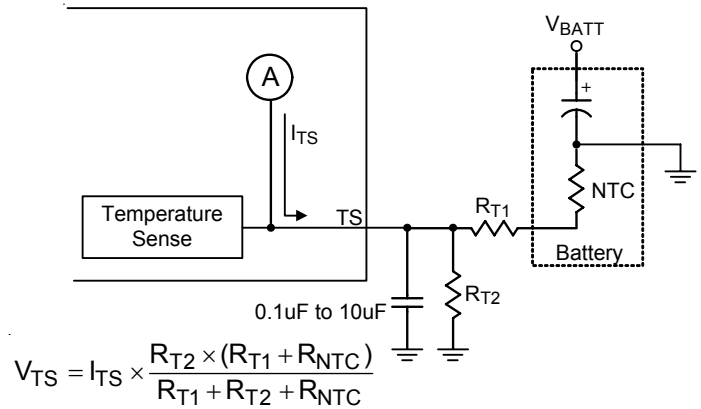 V_BATT
A
+
I_TS
NTC
Temperature
Sense
TS
R_T1
Battery
R_T2
0.1uF to 10uF
V_TS = I_TS × R_T2 × (R_T1 + R_NTC) / R_T1 + R_T2 + R_NTC